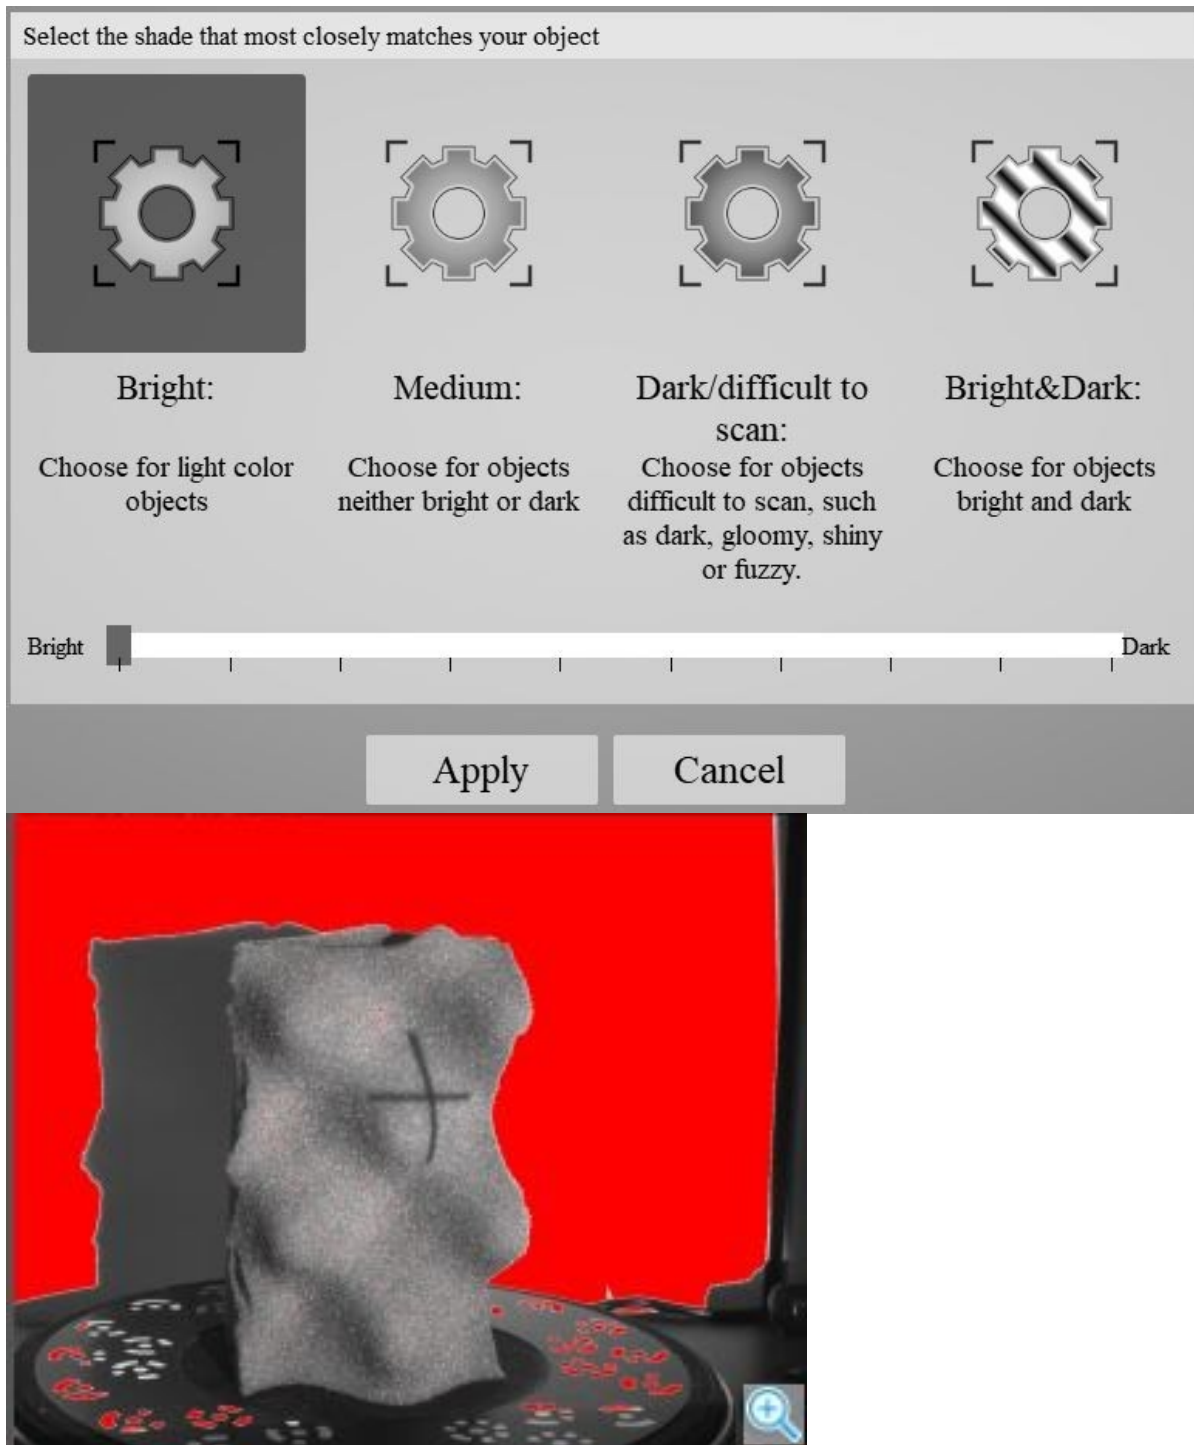 Select the shade that most closely matches your object
Bright:
Choose for light color
objects
Medium:
Choose for objects
neither bright or dark
Dark/difficult to
scan:
Choose for objects
difficult to scan, such
as dark, gloomy, shiny
or fuzzy.
Bright&Dark:
Choose for objects
bright and dark
Bright
Dark
Apply
Cancel